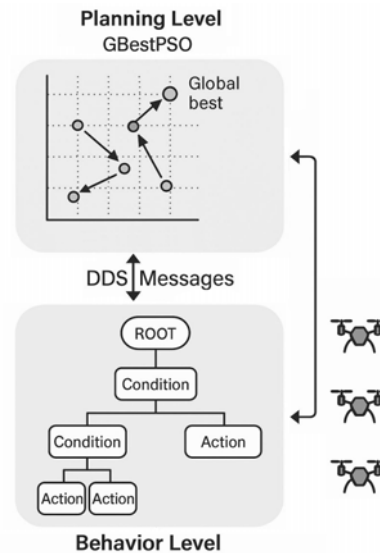 Planning Level
GBestPSO
Global
best
DDS Messages
ROOT
Condition
Condition Action
Action Action
Behavior Level